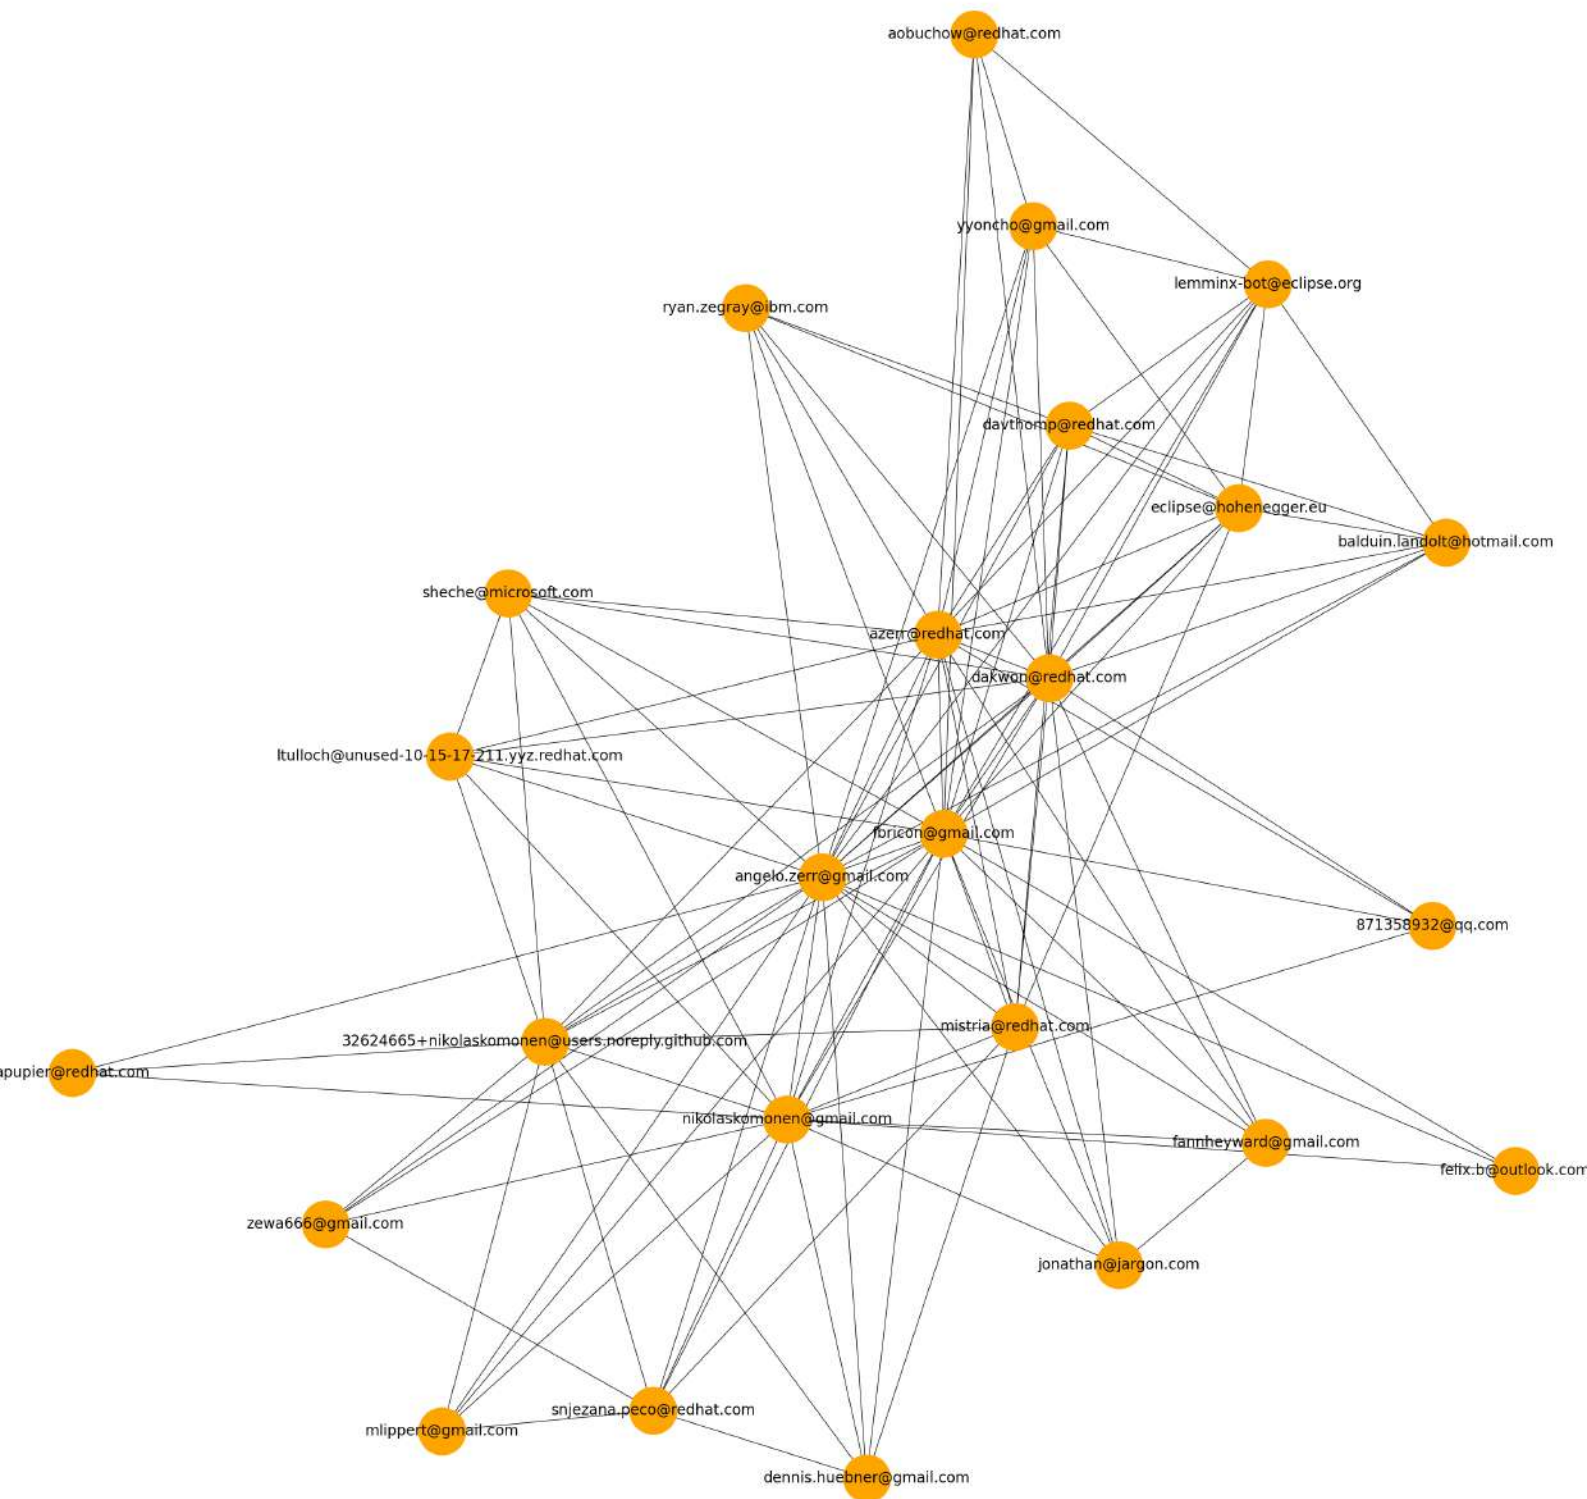 aobuchow@redhat.com
yyoncho@gmail.com
lemminx-bot@eclipse.org
ryan.zegray@ibm.com
davthomp@redhat.com
eclipse@hohenegger.eu
balduin.landolt@hotmail.com
sheche@microsoft.com
azerr@redhat.com
dakwon@redhat.com
ltulloch@unused-10-15-17-211.yyz.redhat.com
fbricon@gmail.com
angelo.zerr@gmail.com
871358932@qq.com
mistria@redhat.com
32624665+nikolaskomonen@users.noreply.github.com
apupier@redhat.com
nikolaskomonen@gmail.com
fannheyward@gmail.com
felix.b@outlook.com
zewa666@gmail.com
jonathan@jargon.com
snjezana.peco@redhat.com
mlippert@gmail.com
dennis.huebner@gmail.com